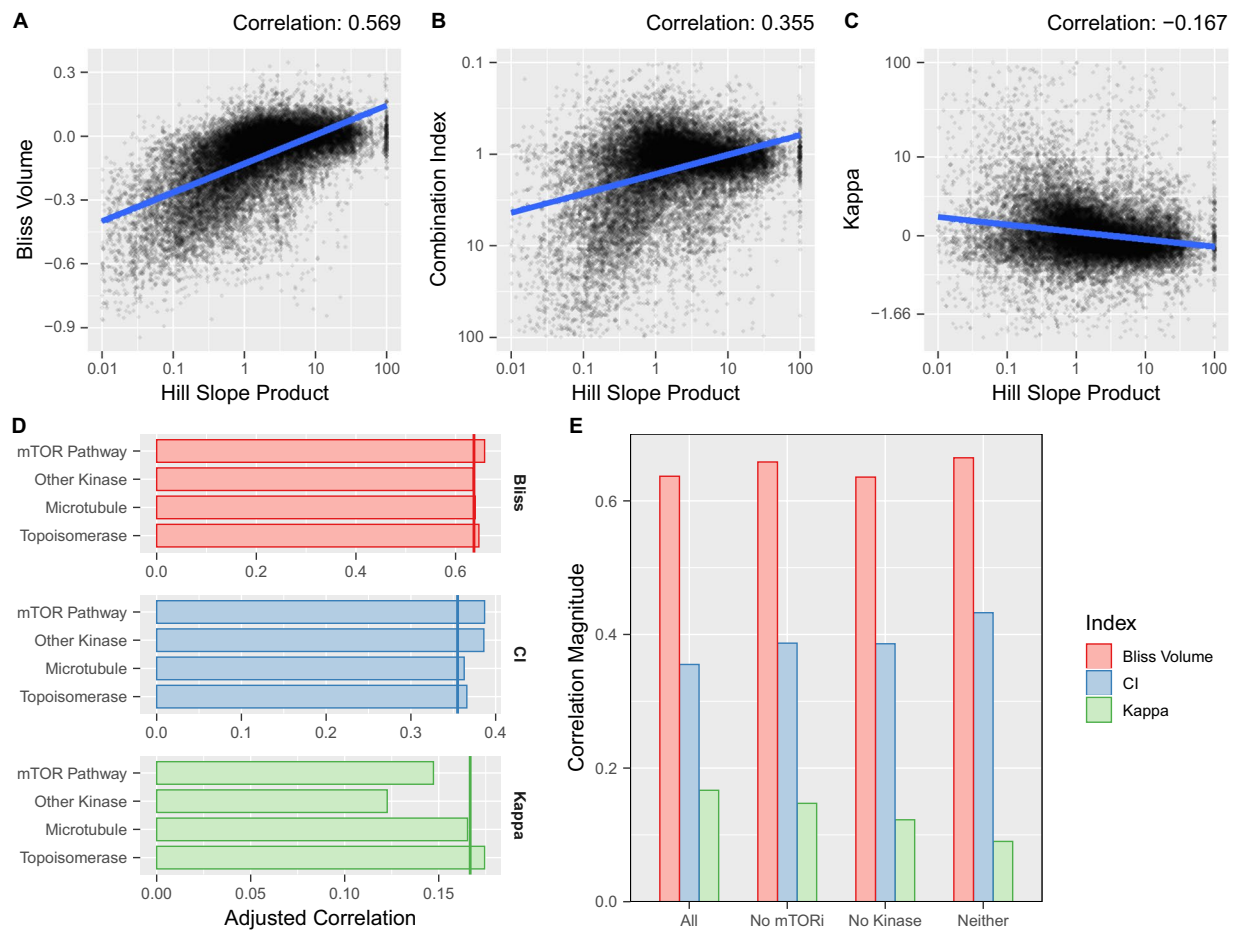 A
Correlation: 0.569
0.3
0.0
−0.3
−0.6
−0.9
Bliss Volume
0.01
0.1
1
10
100
Hill Slope Product
B
Correlation: 0.355
0.1
1
10
100
Combination Index
0.01
0.1
1
10
100
Hill Slope Product
C
Correlation: −0.167
100
10
0
−1.66
Kappa
0.01
0.1
1
10
100
Hill Slope Product
D
mTOR Pathway
Other Kinase
Microtubule
Topoisomerase
Bliss
0.0
0.2
0.4
0.6
mTOR Pathway
Other Kinase
Microtubule
Topoisomerase
CI
0.0
0.1
0.2
0.3
0.4
mTOR Pathway
Other Kinase
Microtubule
Topoisomerase
Kappa
0.00
0.05
0.10
0.15
Adjusted Correlation
E
0.6
0.4
0.2
0.0
Correlation Magnitude
All
No mTORi
No Kinase
Neither
Index
Bliss Volume
CI
Kappa